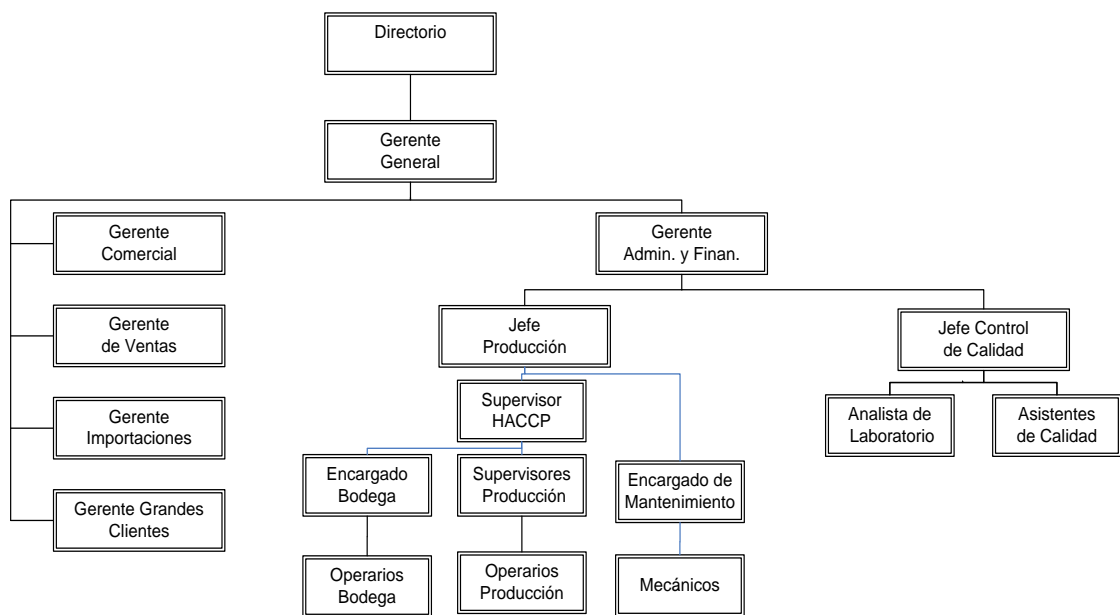 Directorio
Gerente
General
Gerente
Comercial
Gerente
Admin. y Finan.
Gerente
de Ventas
Jefe
Producción
Jefe Control
de Calidad
Gerente
Importaciones
Supervisor
HACCP
Analista de
Laboratorio
Asistentes
de Calidad
Gerente Grandes
Clientes
Encargado
Bodega
Supervisores
Producción
Encargado de
Mantenimiento
Operarios
Bodega
Operarios
Producción
Mecánicos